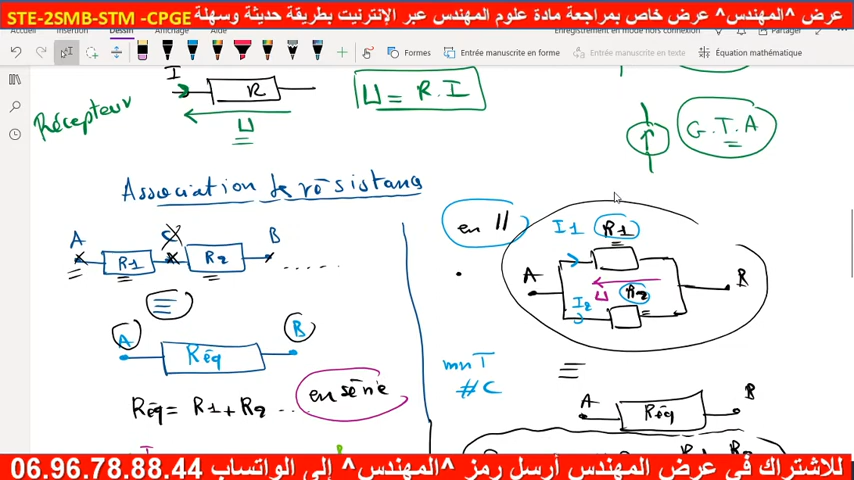 عرض ^المهندس^ عرض خاص بمراجعة مادة علوم المهندس عبر الإنترنيت بطريقة حديثة وسهلة STE-2SMB-STM -CPGE
Accueil Insertion Dessin Affichage Enregistrement en mode hors connexion Partager
Formes Entrée manuscrite en forme Entrée manuscrite en texte Équation mathématique
I
R
U = R.I
Récepteur
U
G.T.A
Association de résistance
A C B
R1 R2 .....
A B
Réq
Réq = R1 + R2 ...
en série
I
en //
I1 R1
A U R2 B
I2
mnT
#C
A B
Réq
R1 R2
للاشتراك في عرض المهندس أرسل رمز ^المهندس^ إلى الواتساب 06.96.78.88.44